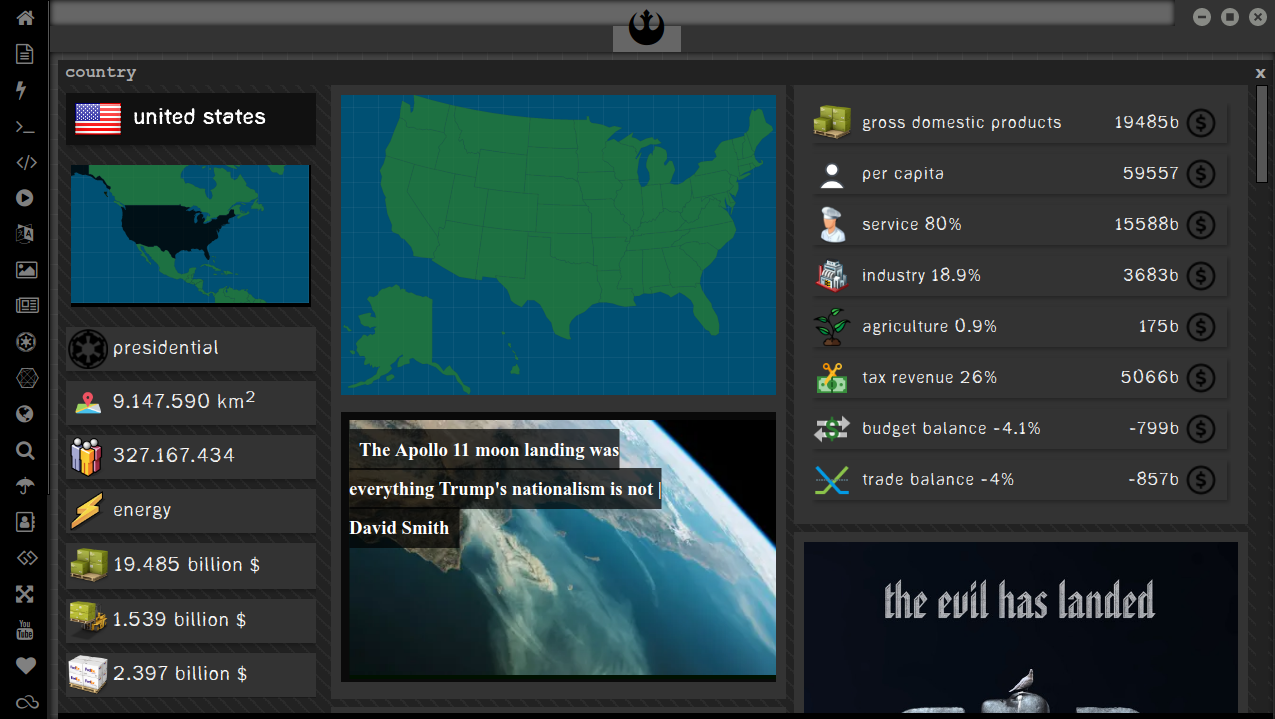 country
x
united states
presidential
9.147.590 km²
327.167.434
energy
19.485 billion $
1.539 billion $
2.397 billion $
The Apollo 11 moon landing was
everything Trump's nationalism is not |
David Smith
gross domestic products 19485b
per capita 59557
service 80% 15588b
industry 18.9% 3683b
agriculture 0.9% 175b
tax revenue 26% 5066b
budget balance -4.1% -799b
trade balance -4% -857b
the evil has landed
You
Tube